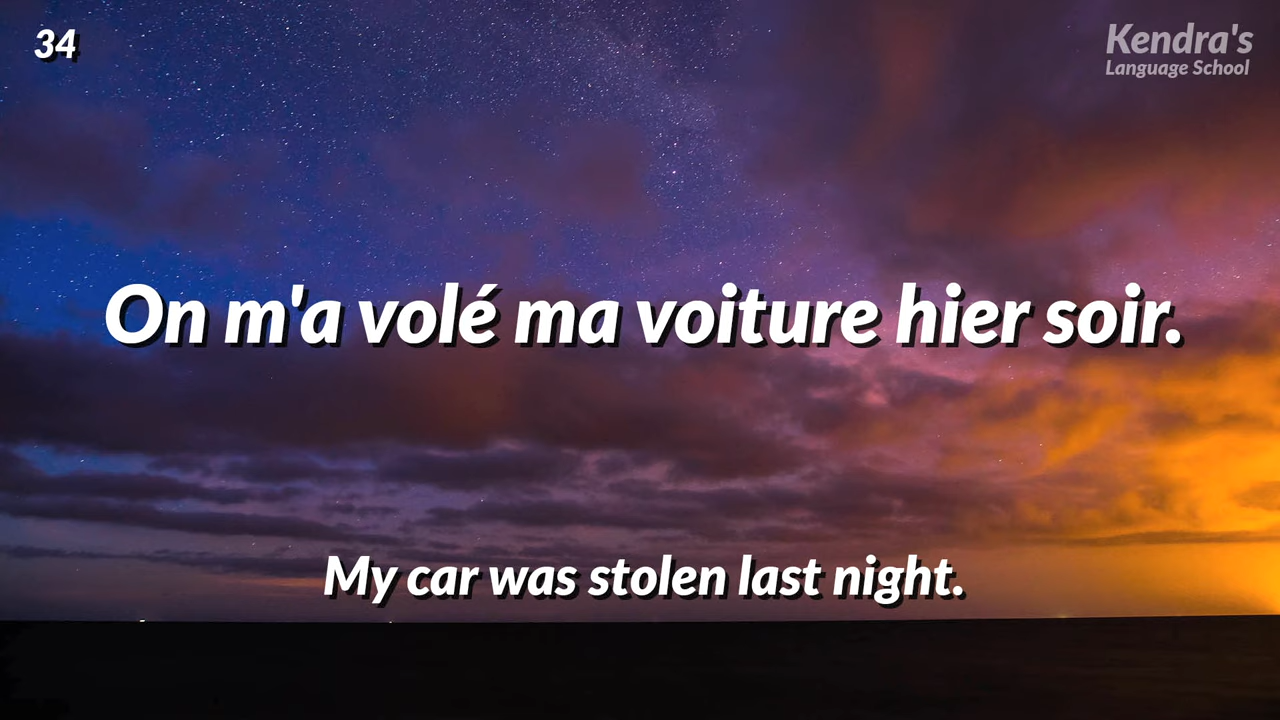 34
Kendra's
Language School
On m'a volé ma voiture hier soir.
My car was stolen last night.